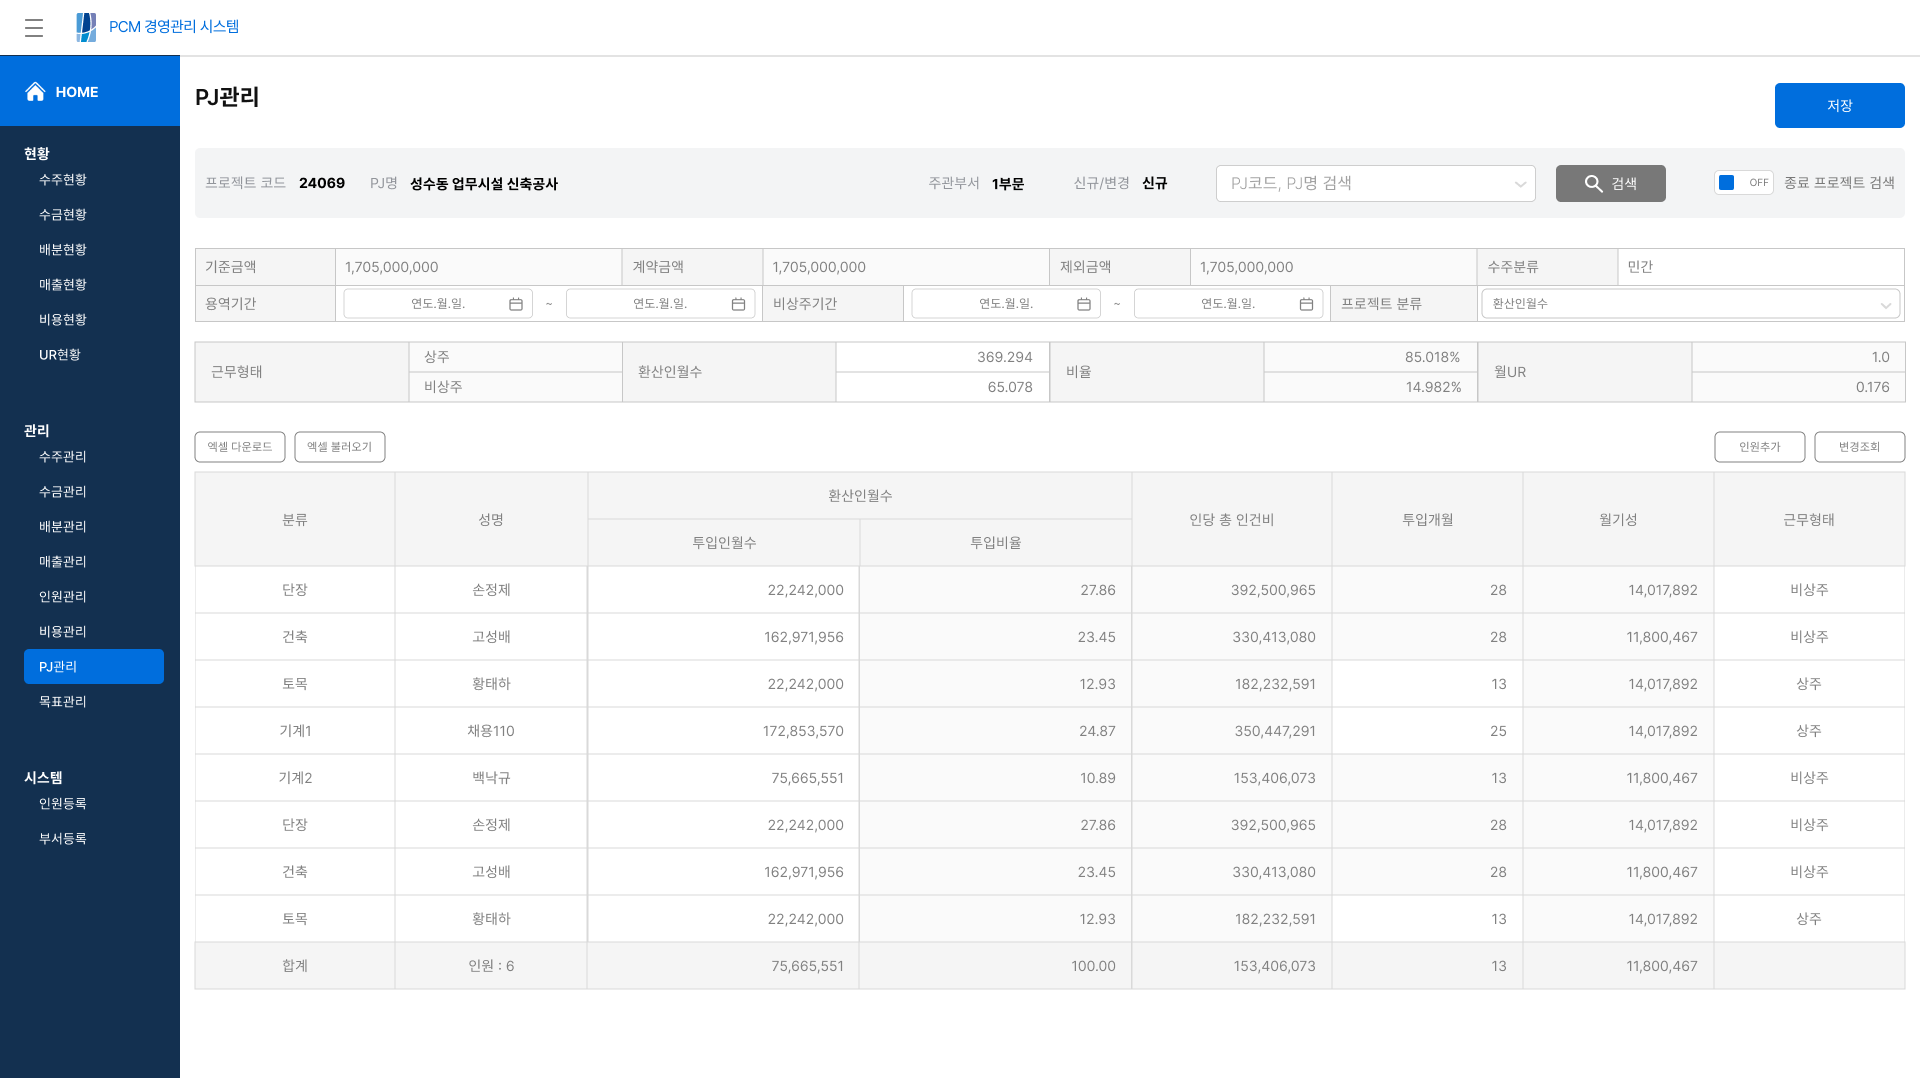 PCM 경영관리 시스템
HOME
현황
수주현황
수금현황
배분현황
매출현황
비용현황
UR현황
관리
수주관리
수금관리
배분관리
매출관리
인원관리
비용관리
PJ관리
목표관리
시스템
인원등록
부서등록
PJ관리
저장
프로젝트 코드 24069 PJ명 성수동 업무시설 신축공사 주관부서 1부문 신규/변경 신규 PJ코드, PJ명 검색 검색 OFF 종료 프로젝트 검색
기준금액 1,705,000,000 계약금액 1,705,000,000 제외금액 1,705,000,000 수주분류 민간
용역기간 연도.월.일. ~ 연도.월.일. 비상주기간 연도.월.일. ~ 연도.월.일. 프로젝트 분류 환산인월수
근무형태 상주 환산인월수 369.294 비율 85.018% 월UR 1.0
비상주 65.078 14.982% 0.176
엑셀 다운로드 엑셀 불러오기 인원추가 변경조회
분류 성명 환산인월수 인당 총 인건비 투입개월 월기성 근무형태
투입인월수 투입비율
단장 손정제 22,242,000 27.86 392,500,965 28 14,017,892 비상주
건축 고성배 162,971,956 23.45 330,413,080 28 11,800,467 비상주
토목 황태하 22,242,000 12.93 182,232,591 13 14,017,892 상주
기계1 채용110 172,853,570 24.87 350,447,291 25 14,017,892 상주
기계2 백낙규 75,665,551 10.89 153,406,073 13 11,800,467 비상주
단장 손정제 22,242,000 27.86 392,500,965 28 14,017,892 비상주
건축 고성배 162,971,956 23.45 330,413,080 28 11,800,467 비상주
토목 황태하 22,242,000 12.93 182,232,591 13 14,017,892 상주
합계 인원 : 6 75,665,551 100.00 153,406,073 13 11,800,467